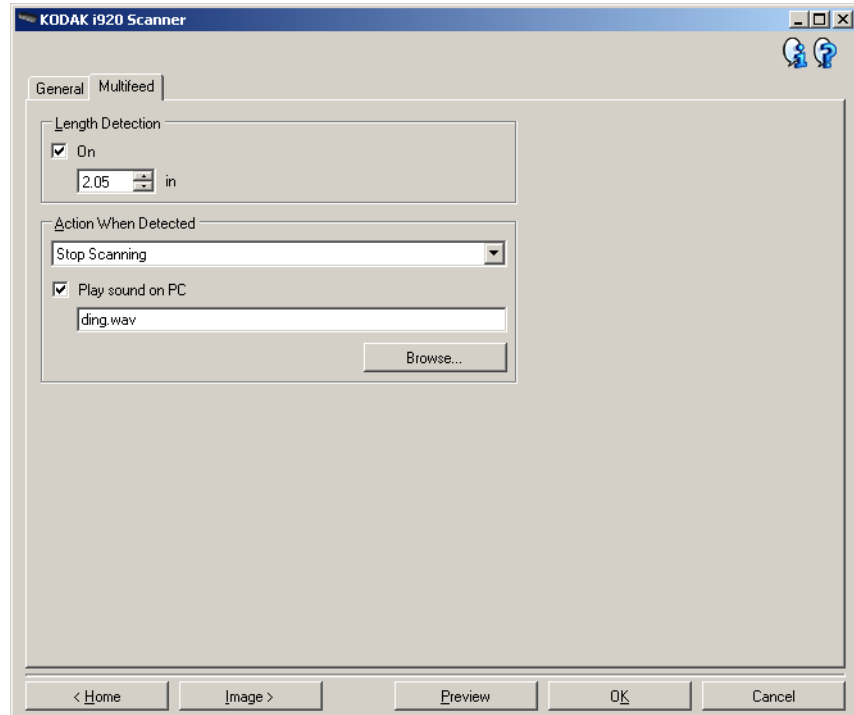 KODAK i920 Scanner
General Multifeed
Length Detection
On
2.05 in
Action When Detected
Stop Scanning
Play sound on PC
ding.wav
Browse...
< Home Image > Preview OK Cancel